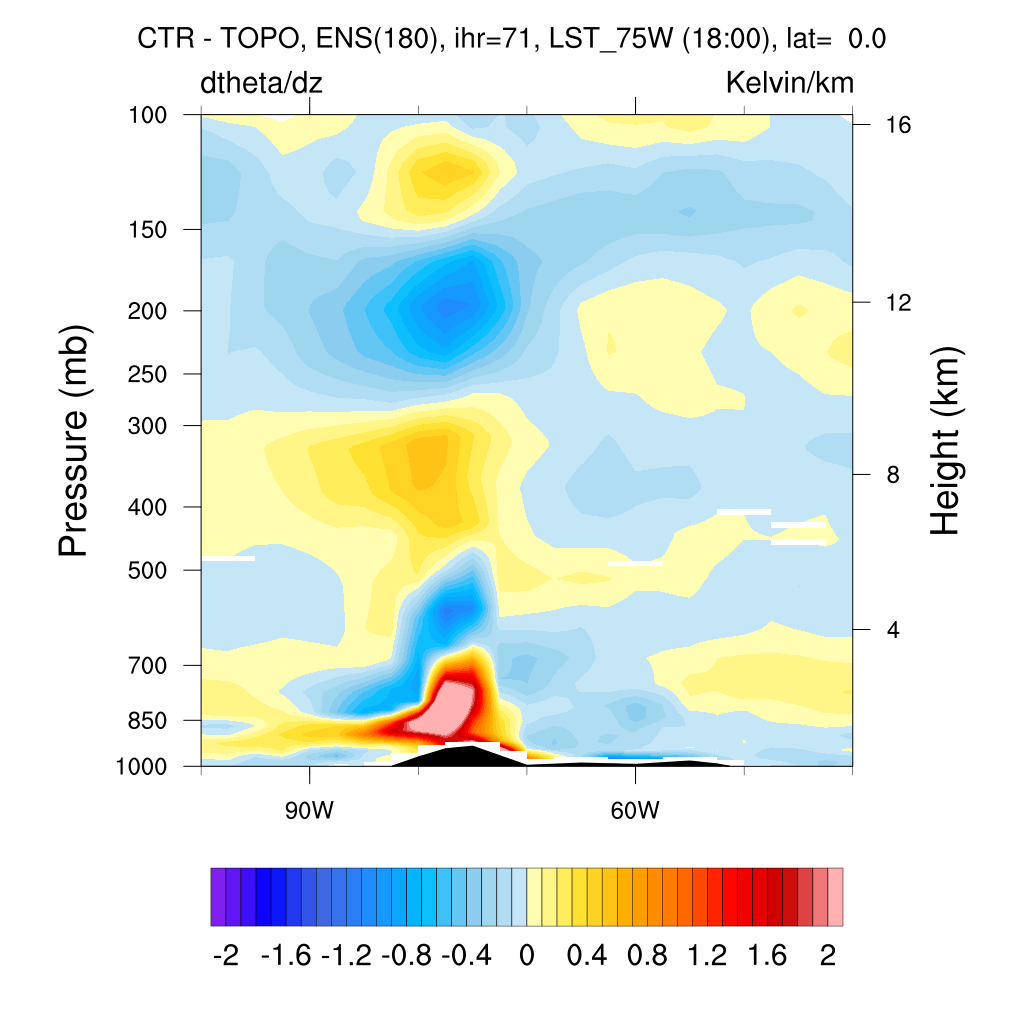 CTR - TOPO, ENS(180), ihr=71, LST_75W (18:00), lat=  0.0
dtheta/dz
Kelvin/km
100
150
200
250
300
400
500
700
850
1000
Pressure (mb)
16
12
8
4
Height (km)
90W
60W
-2 -1.6 -1.2 -0.8 -0.4 0 0.4 0.8 1.2 1.6 2